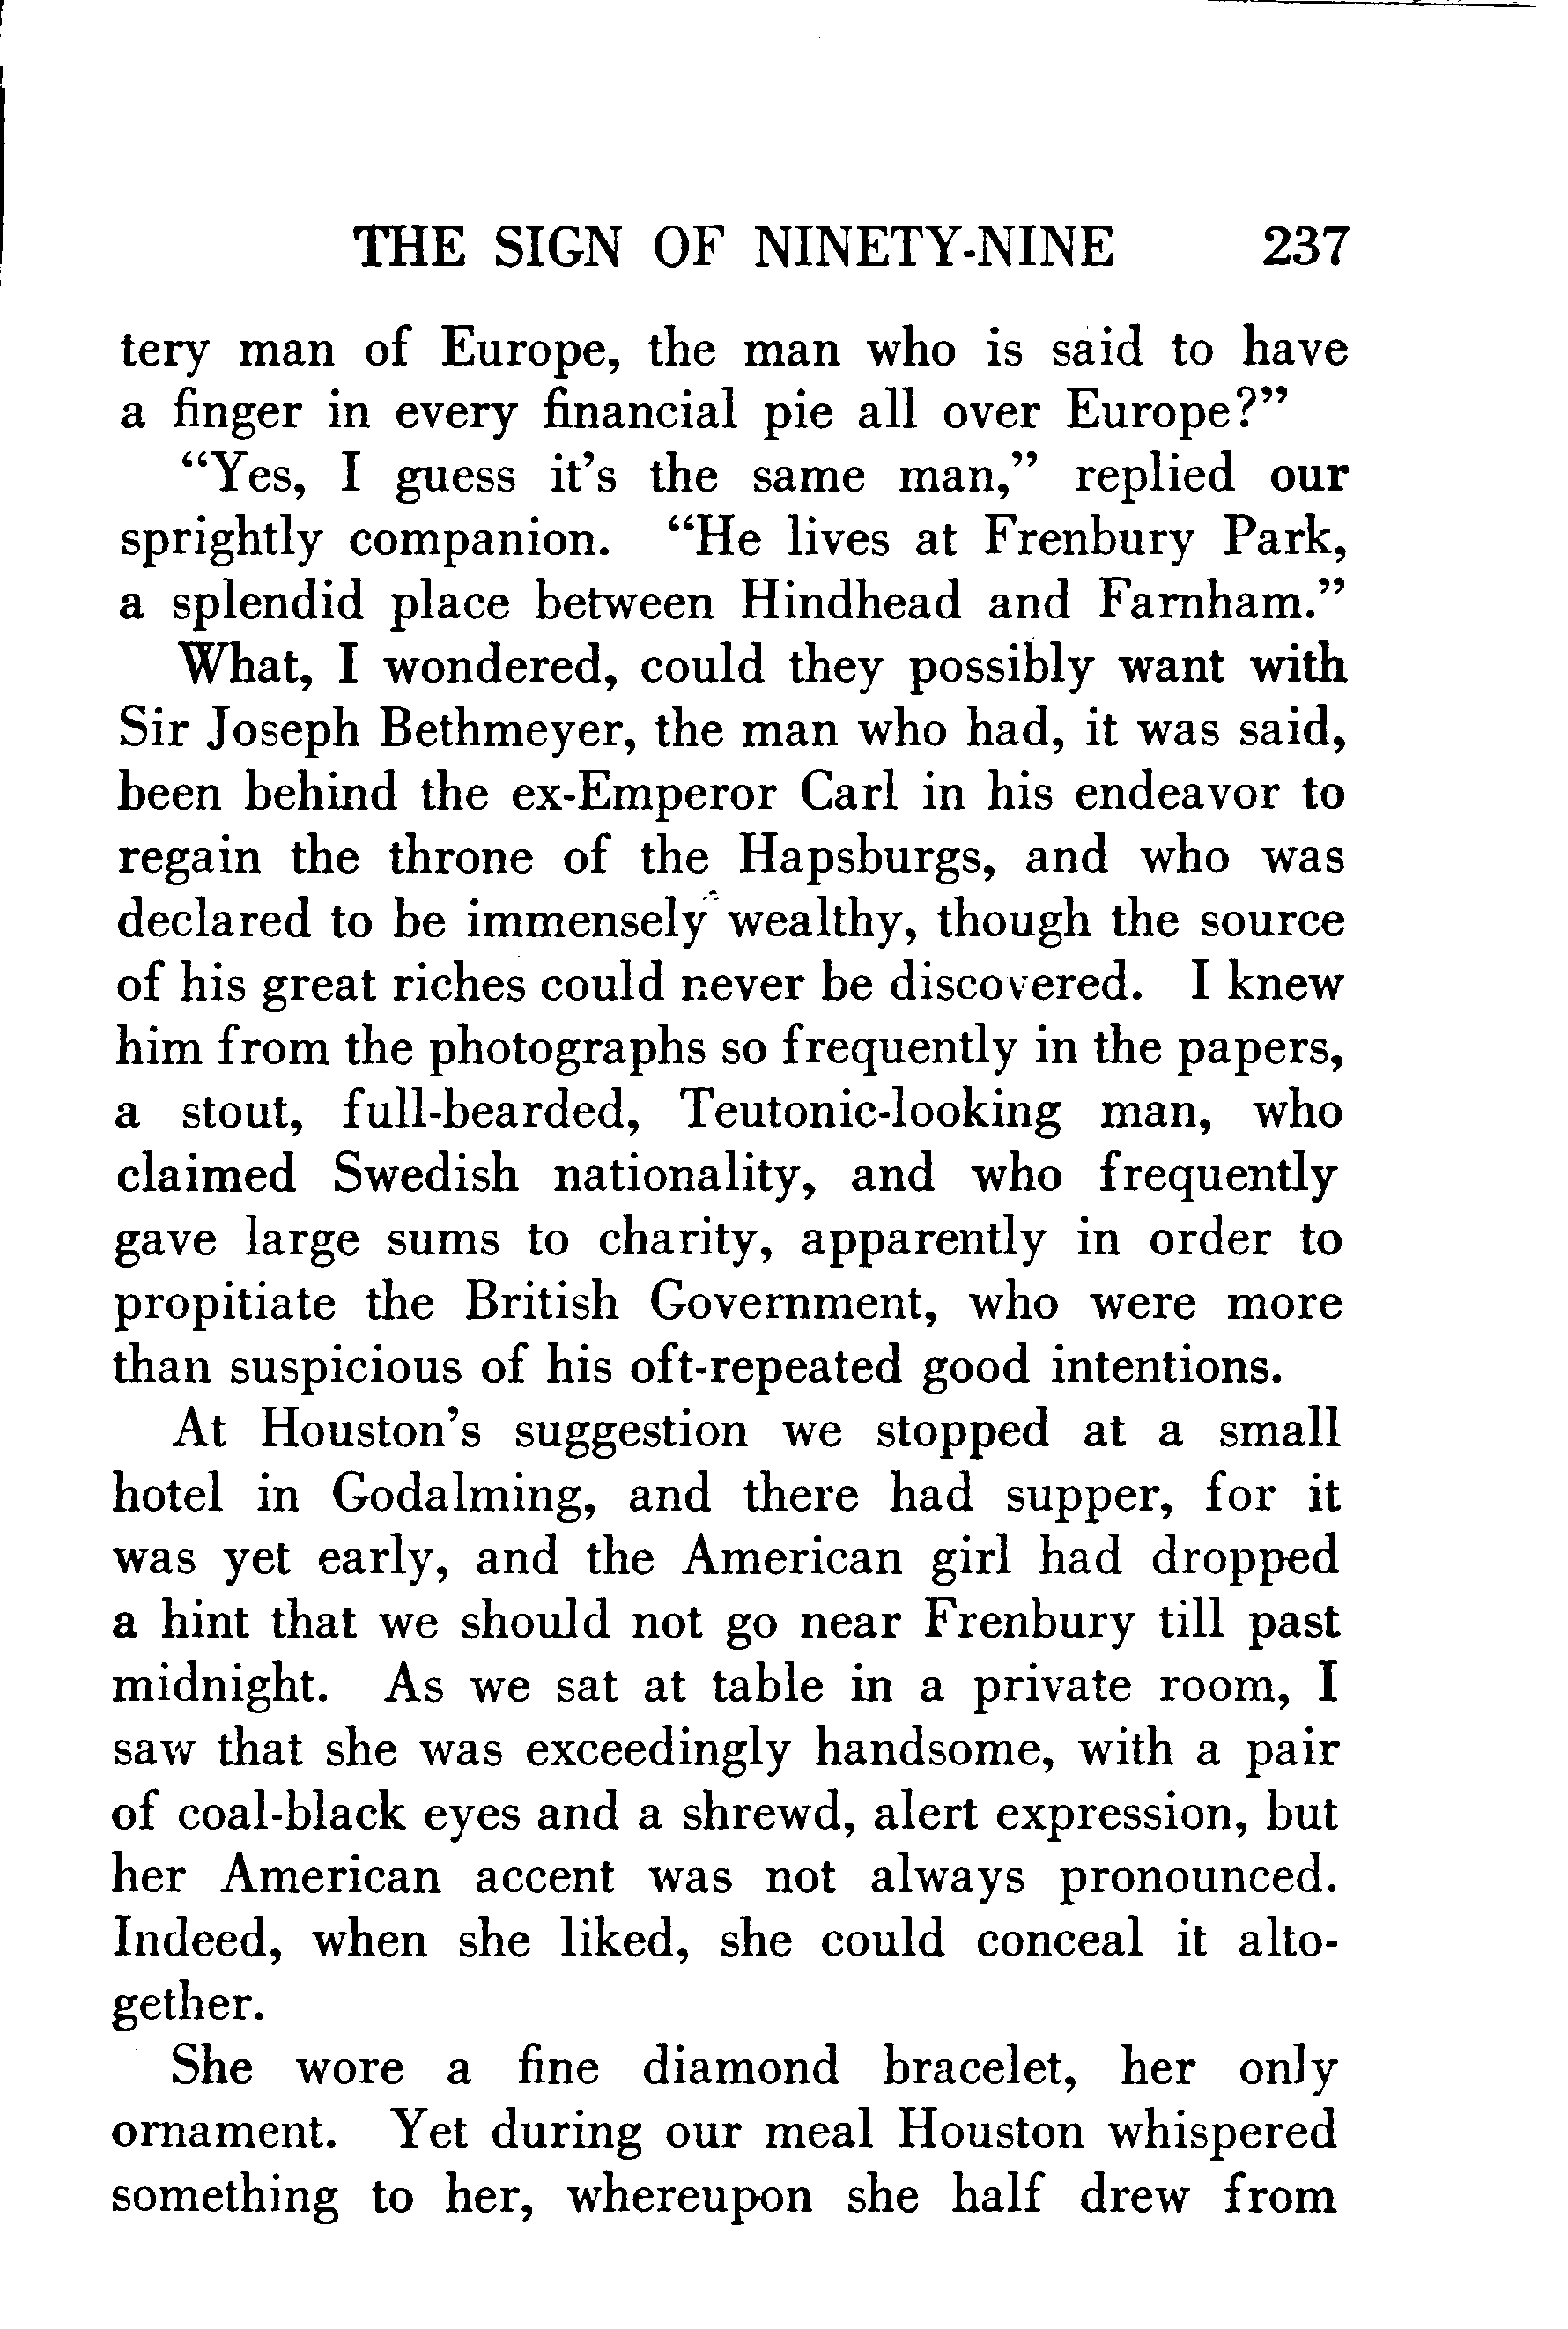 THE SIGN OF NINETY-NINE 237
tery man of Europe, the man who is said to have
a finger in every financial pie all over Europe?”
“Yes, I guess it’s the same man,” replied our
sprightly companion. “He lives at Frenbury Park,
a splendid place between Hindhead and Farnham.”
What, I wondered, could they possibly want with
Sir Joseph Bethmeyer, the man who had, it was said,
been behind the ex-Emperor Carl in his endeavor to
regain the throne of the Hapsburgs, and who was
declared to be immensely wealthy, though the source
of his great riches could never be discovered. I knew
him from the photographs so frequently in the papers,
a stout, full-bearded, Teutonic-looking man, who
claimed Swedish nationality, and who frequently
gave large sums to charity, apparently in order to
propitiate the British Government, who were more
than suspicious of his oft-repeated good intentions.
At Houston’s suggestion we stopped at a small
hotel in Godalming, and there had supper, for it
was yet early, and the American girl had dropped
a hint that we should not go near Frenbury till past
midnight. As we sat at table in a private room, I
saw that she was exceedingly handsome, with a pair
of coal-black eyes and a shrewd, alert expression, but
her American accent was not always pronounced.
Indeed, when she liked, she could conceal it alto-
gether.
She wore a fine diamond bracelet, her only
ornament. Yet during our meal Houston whispered
something to her, whereupon she half drew from